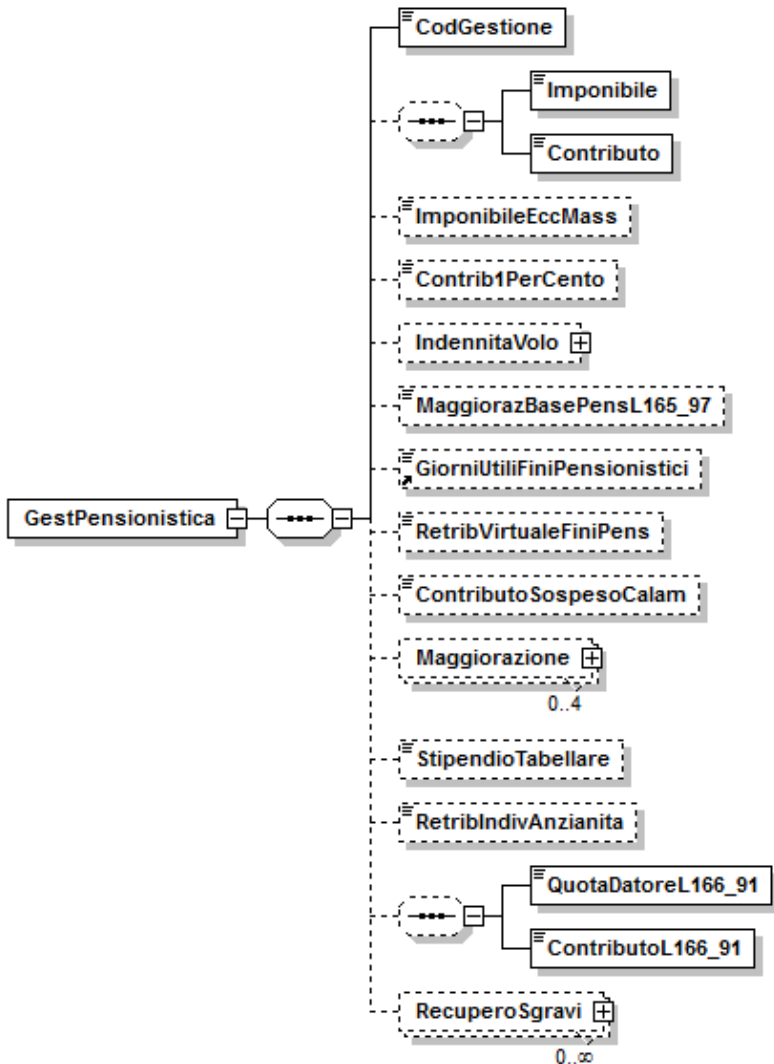 CodGestione
Imponibile
Contributo
ImponibileEccMass
Contrib1PerCento
IndennitaVolo
MaggiorazBasePensL165_97
GiorniUtiliFiniPensionistici
GestPensionistica
RetribVirtualeFiniPens
ContributoSospesoCalam
Maggiorazione
0..4
StipendioTabellare
RetribIndivAnzianita
QuotaDatoreL166_91
ContributoL166_91
RecuperoSgravi
0..∞